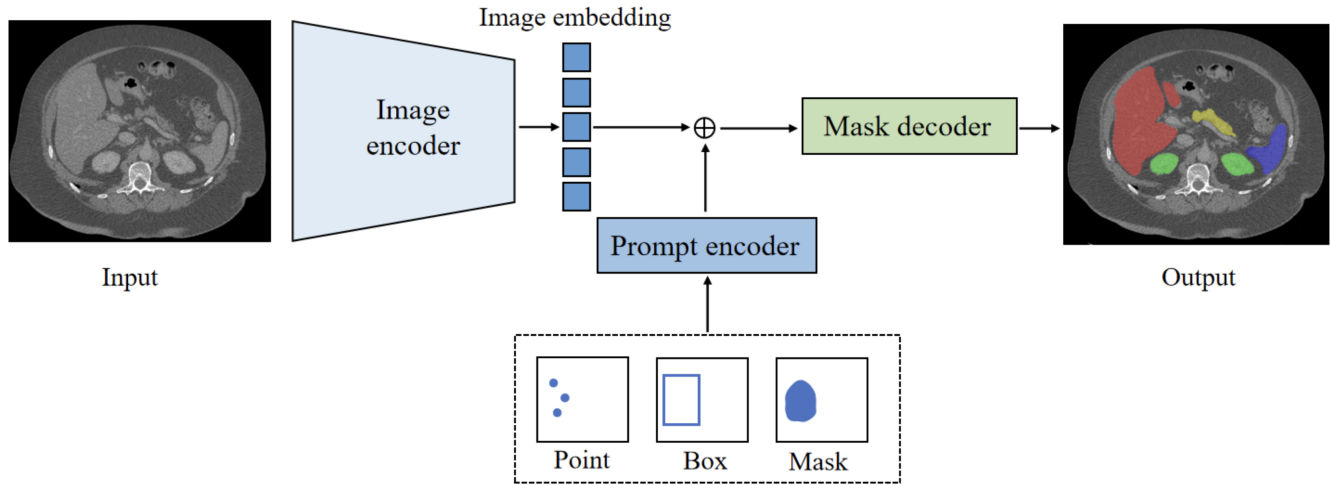 Image embedding
Image
encoder
Mask decoder
Prompt encoder
Input
Output
Point
Box
Mask